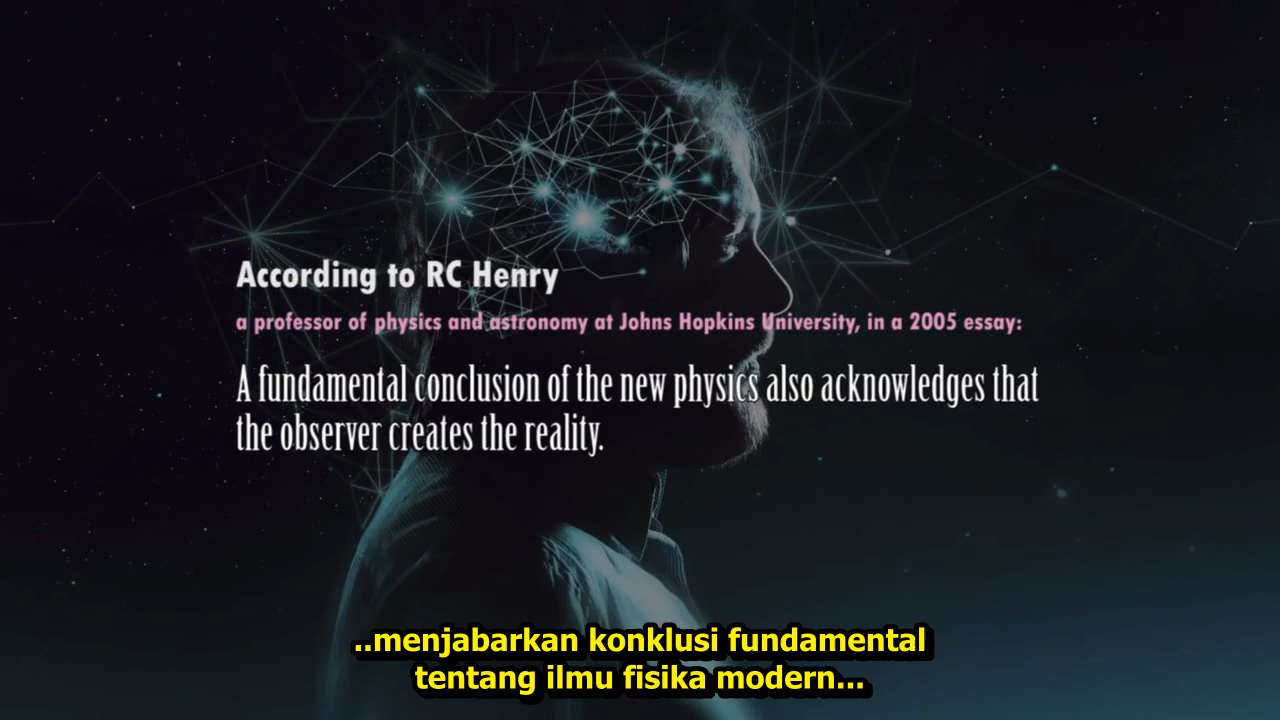 According to RC Henry
a professor of physics and astronomy at Johns Hopkins University, in a 2005 essay:
A fundamental conclusion of the new physics also acknowledges that
the observer creates the reality.
..menjabarkan konklusi fundamental
tentang ilmu fisika modern...